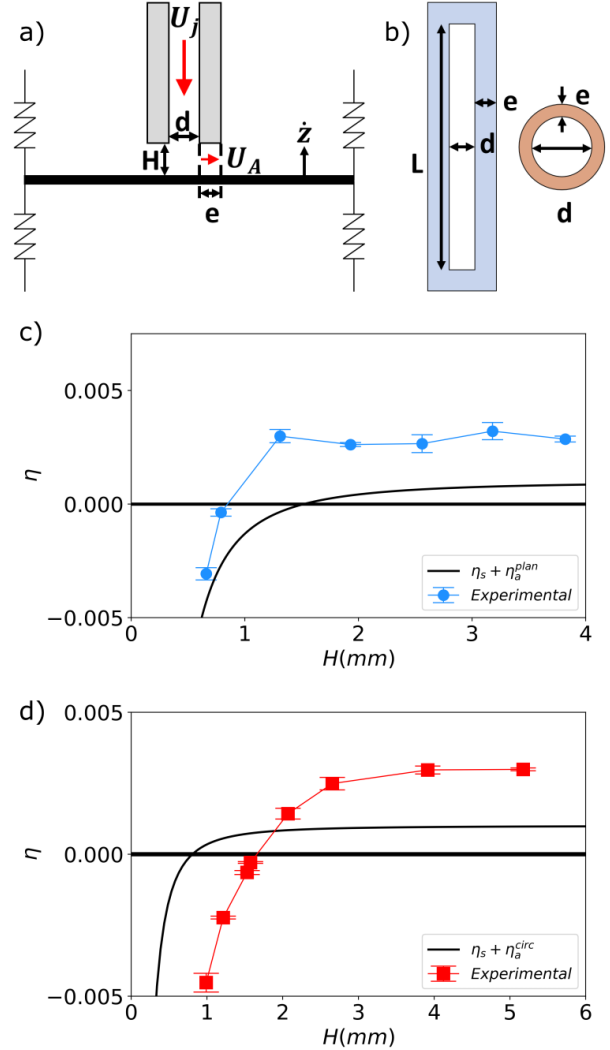 a)
U_j
d
H
U_A
ż
e
b)
e
d
L
e
d
c)
0.005
0.000
−0.005
η
0
1
2
3
4
H(mm)
η_s + η_a^{plan}
Experimental
d)
0.005
0.000
−0.005
η
0
1
2
3
4
5
6
H(mm)
η_s + η_a^{circ}
Experimental